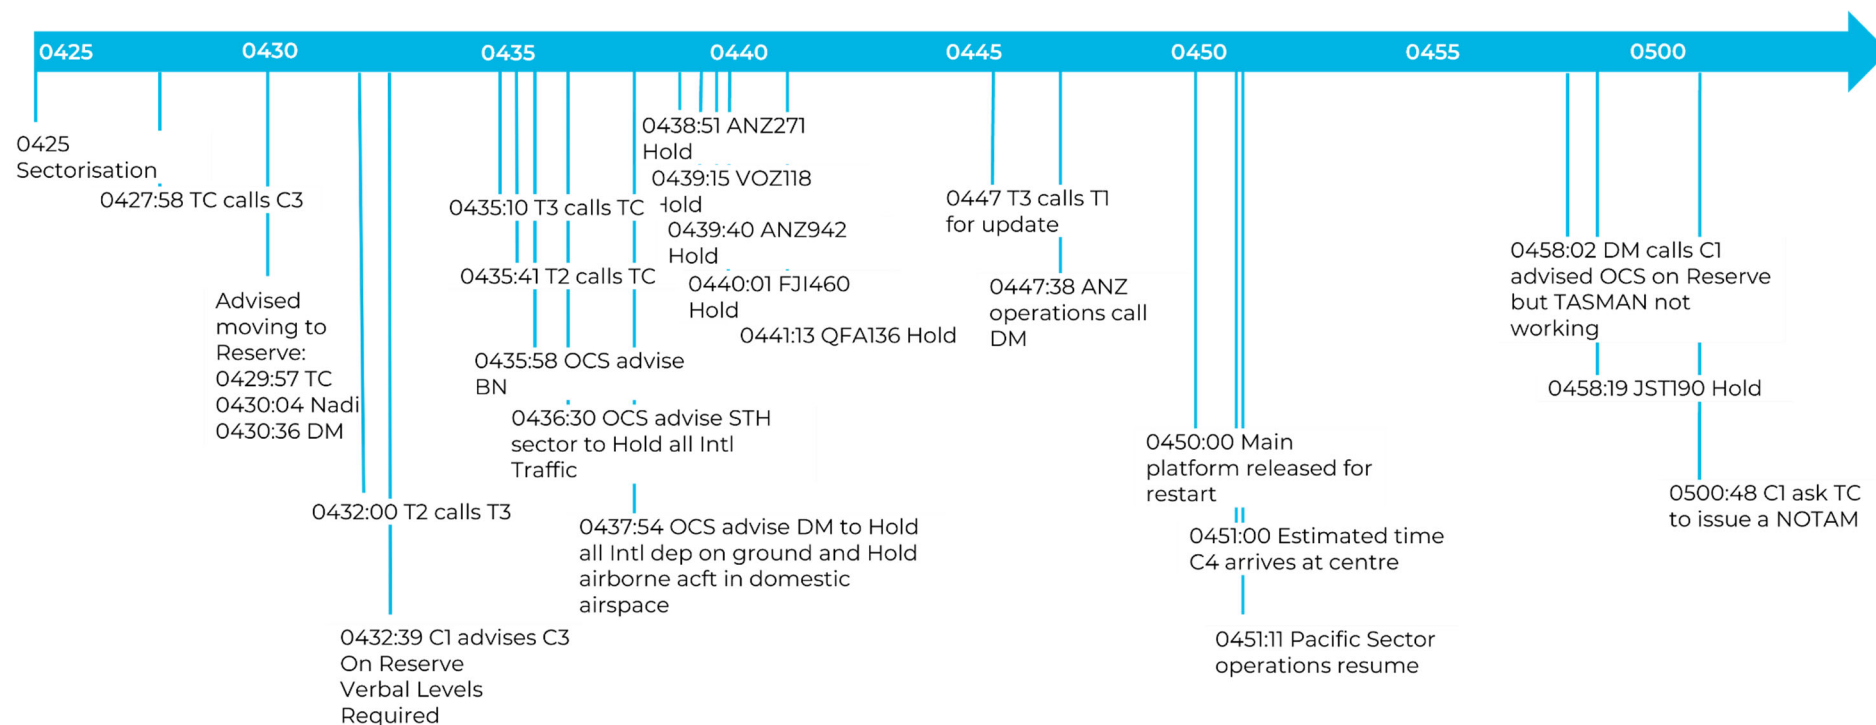 0425 0430 0435 0440 0445 0450 0455 0500
0425
Sectorisation
0427:58 TC calls C3
Advised
moving to
Reserve:
0429:57 TC
0430:04 Nadi
0430:36 DM
0432:00 T2 calls T3
0432:39 C1 advises C3
On Reserve
Verbal Levels
Required
0435:10 T3 calls TC
0435:41 T2 calls TC
0435:58 OCS advise
BN
0436:30 OCS advise STH
sector to Hold all Intl
Traffic
0437:54 OCS advise DM to Hold
all Intl dep on ground and Hold
airborne acft in domestic
airspace
0438:51 ANZ271
Hold
0439:15 VOZ118
Hold
0439:40 ANZ942
Hold
0440:01 FJI460
Hold
0441:13 QFA136 Hold
0447 T3 calls T1
for update
0447:38 ANZ
operations call
DM
0450:00 Main
platform released for
restart
0451:00 Estimated time
C4 arrives at centre
0451:11 Pacific Sector
operations resume
0458:02 DM calls C1
advised OCS on Reserve
but TASMAN not
working
0458:19 JST190 Hold
0500:48 C1 ask TC
to issue a NOTAM